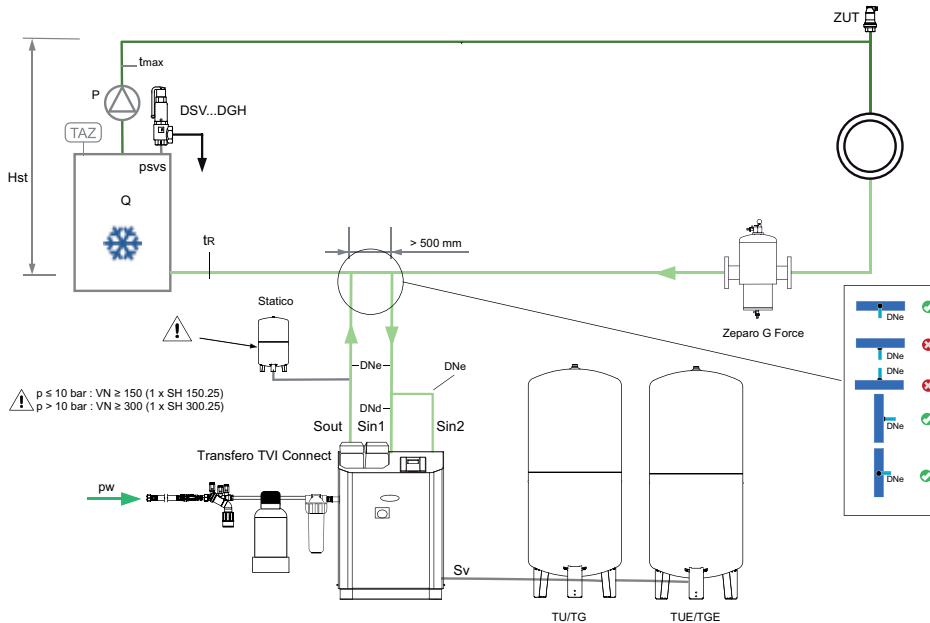 ZUT
tmax
P
DSV...DGH
TAZ
psvs
Hst
Q
tR
> 500 mm
Statico
Zeparo G Force
DNe
DNe
DNe
DNe
DNe
DNe
DNe
DNd
p ≤ 10 bar : VN ≥ 150 (1 x SH 150.25)
p > 10 bar : VN ≥ 300 (1 x SH 300.25)
Sout
Sin1
Sin2
Transfero TVI Connect
pw
Sv
TU/TG
TUE/TGE